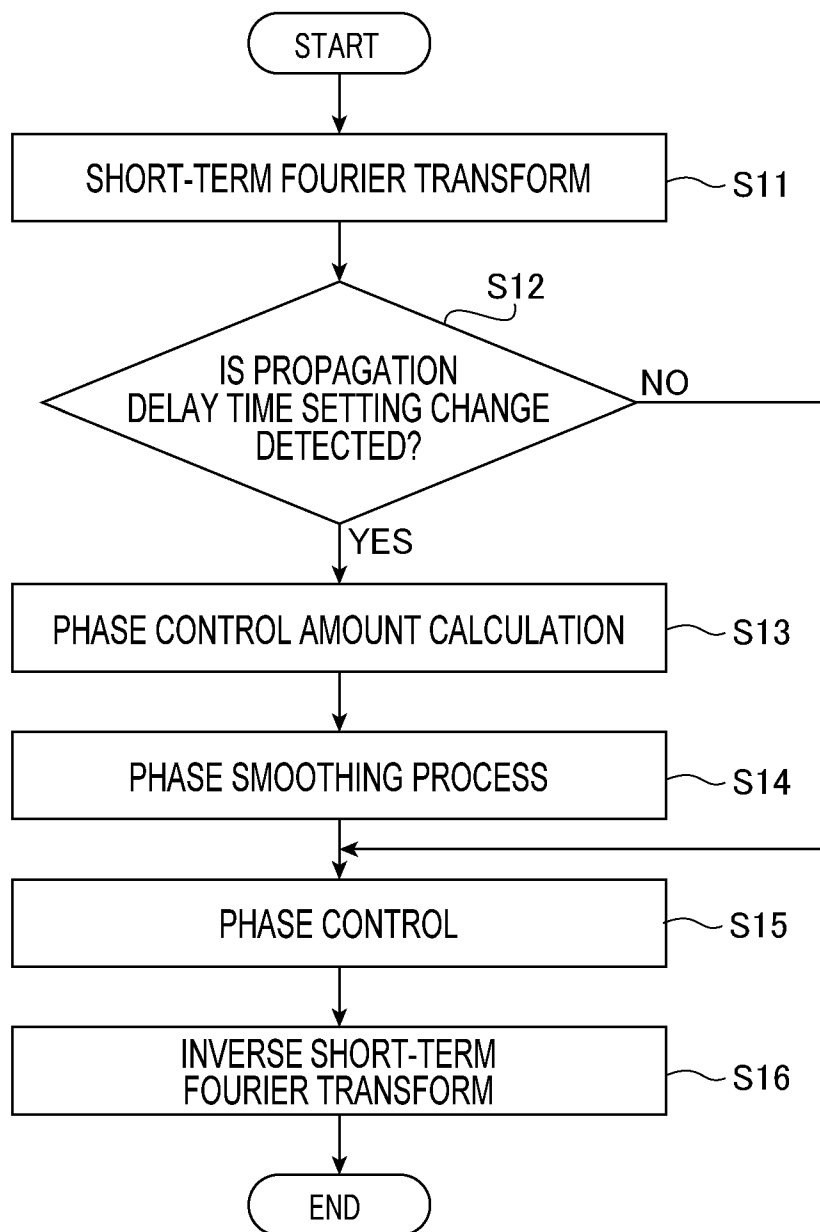 START
SHORT-TERM FOURIER TRANSFORM
S11
S12
IS PROPAGATION
DELAY TIME SETTING CHANGE
DETECTED?
NO
YES
PHASE CONTROL AMOUNT CALCULATION
S13
PHASE SMOOTHING PROCESS
S14
PHASE CONTROL
S15
INVERSE SHORT-TERM
FOURIER TRANSFORM
S16
END